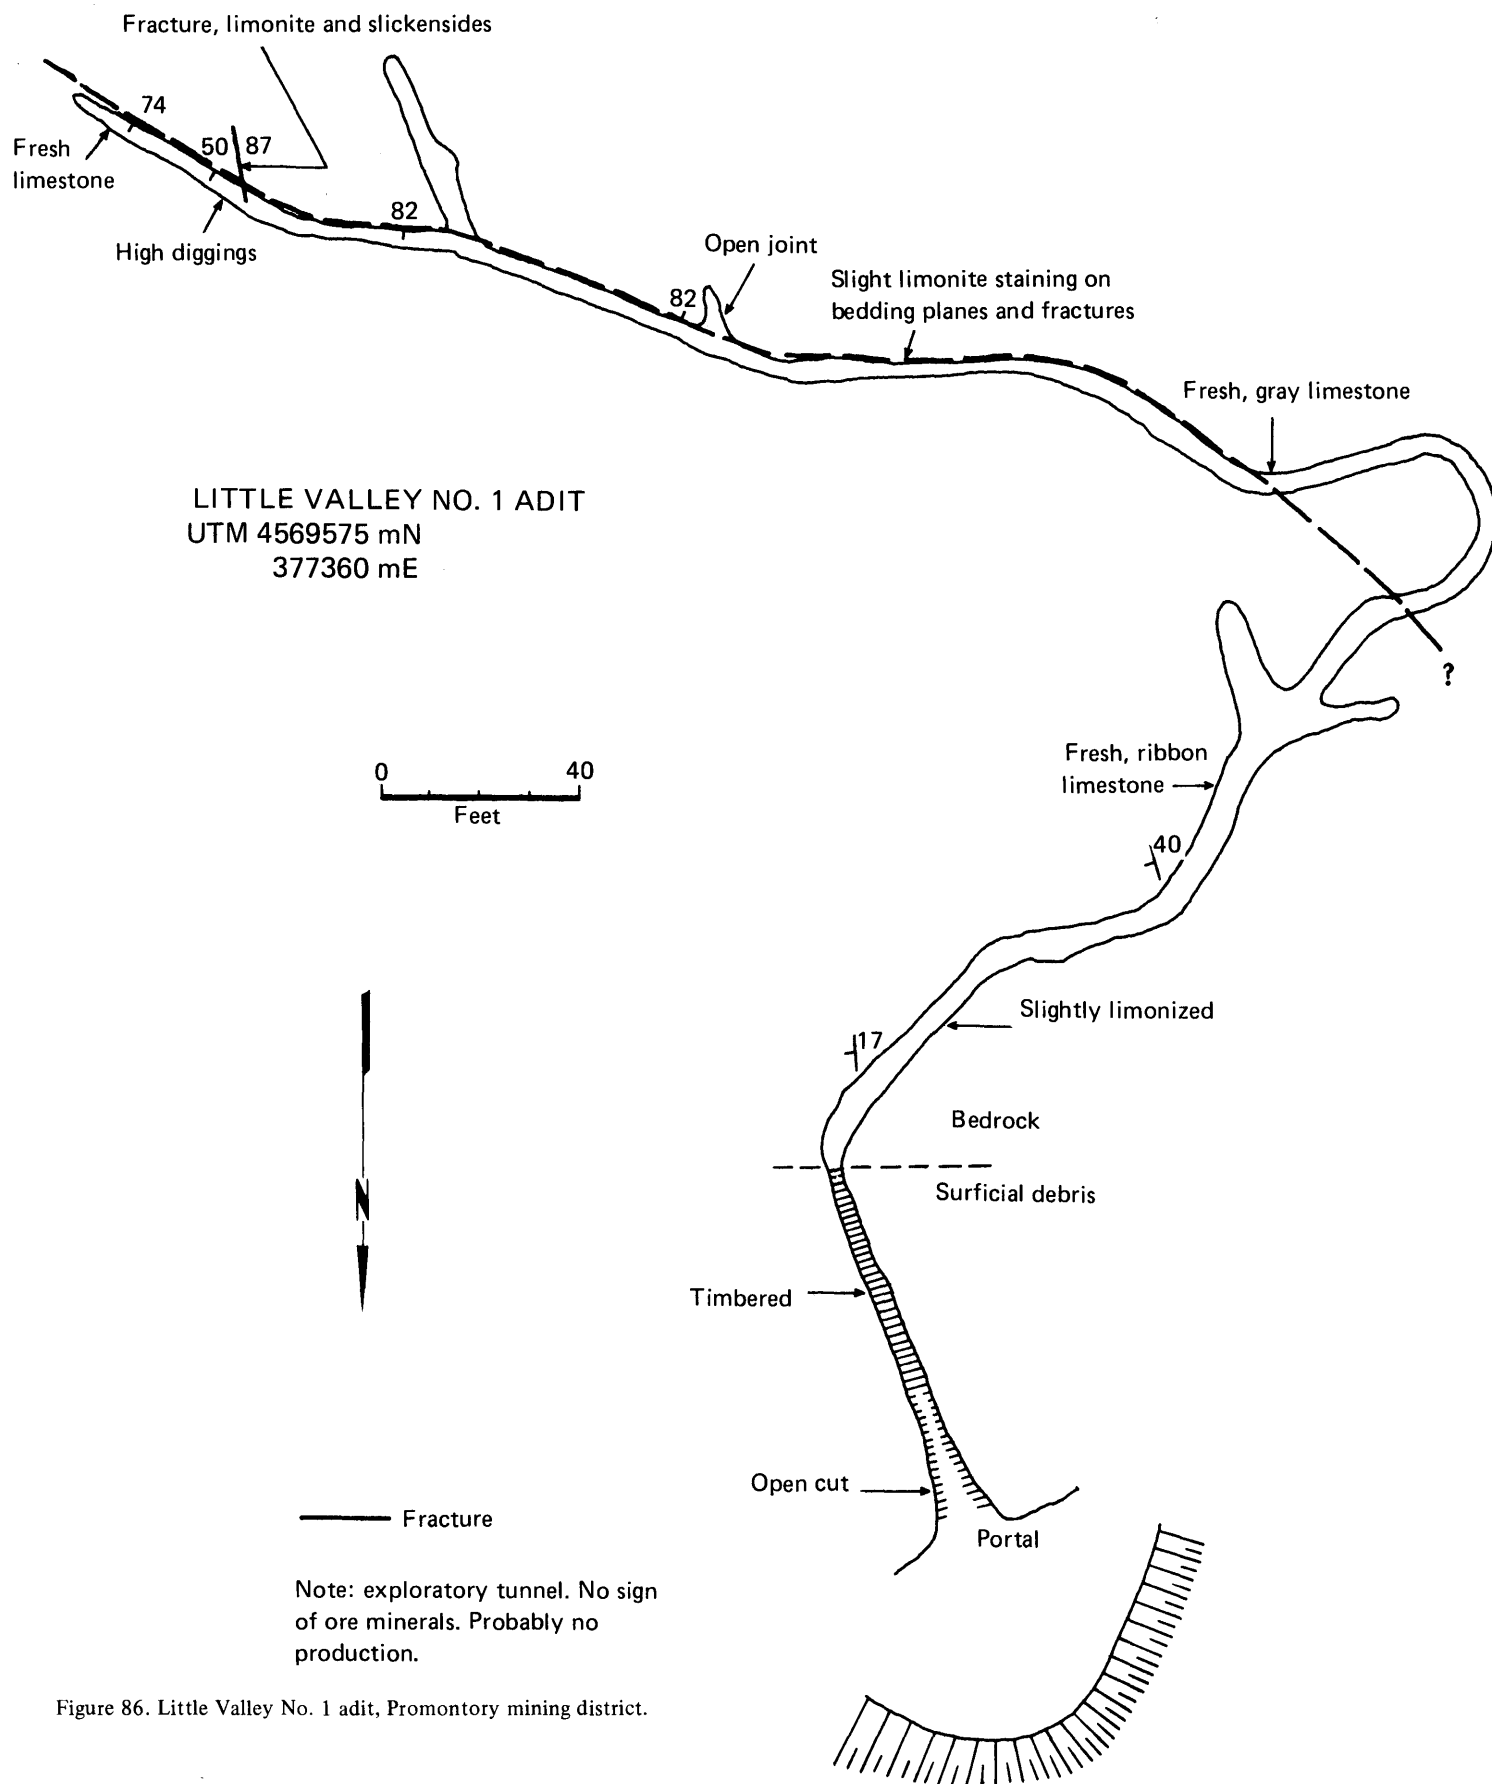 Fracture, limonite and slickensides
74
50
87
Fresh
limestone
High diggings
82
82
Open joint
Slight limonite staining on
bedding planes and fractures
Fresh, gray limestone
LITTLE VALLEY NO. 1 ADIT
UTM 4569575 mN
377360 mE
?
0
40
Feet
Fresh, ribbon
limestone
40
Slightly limonized
17
Bedrock
Surficial debris
N
Timbered
Open cut
Portal
Fracture
Note: exploratory tunnel. No sign
of ore minerals. Probably no
production.
Figure 86. Little Valley No. 1 adit, Promontory mining district.